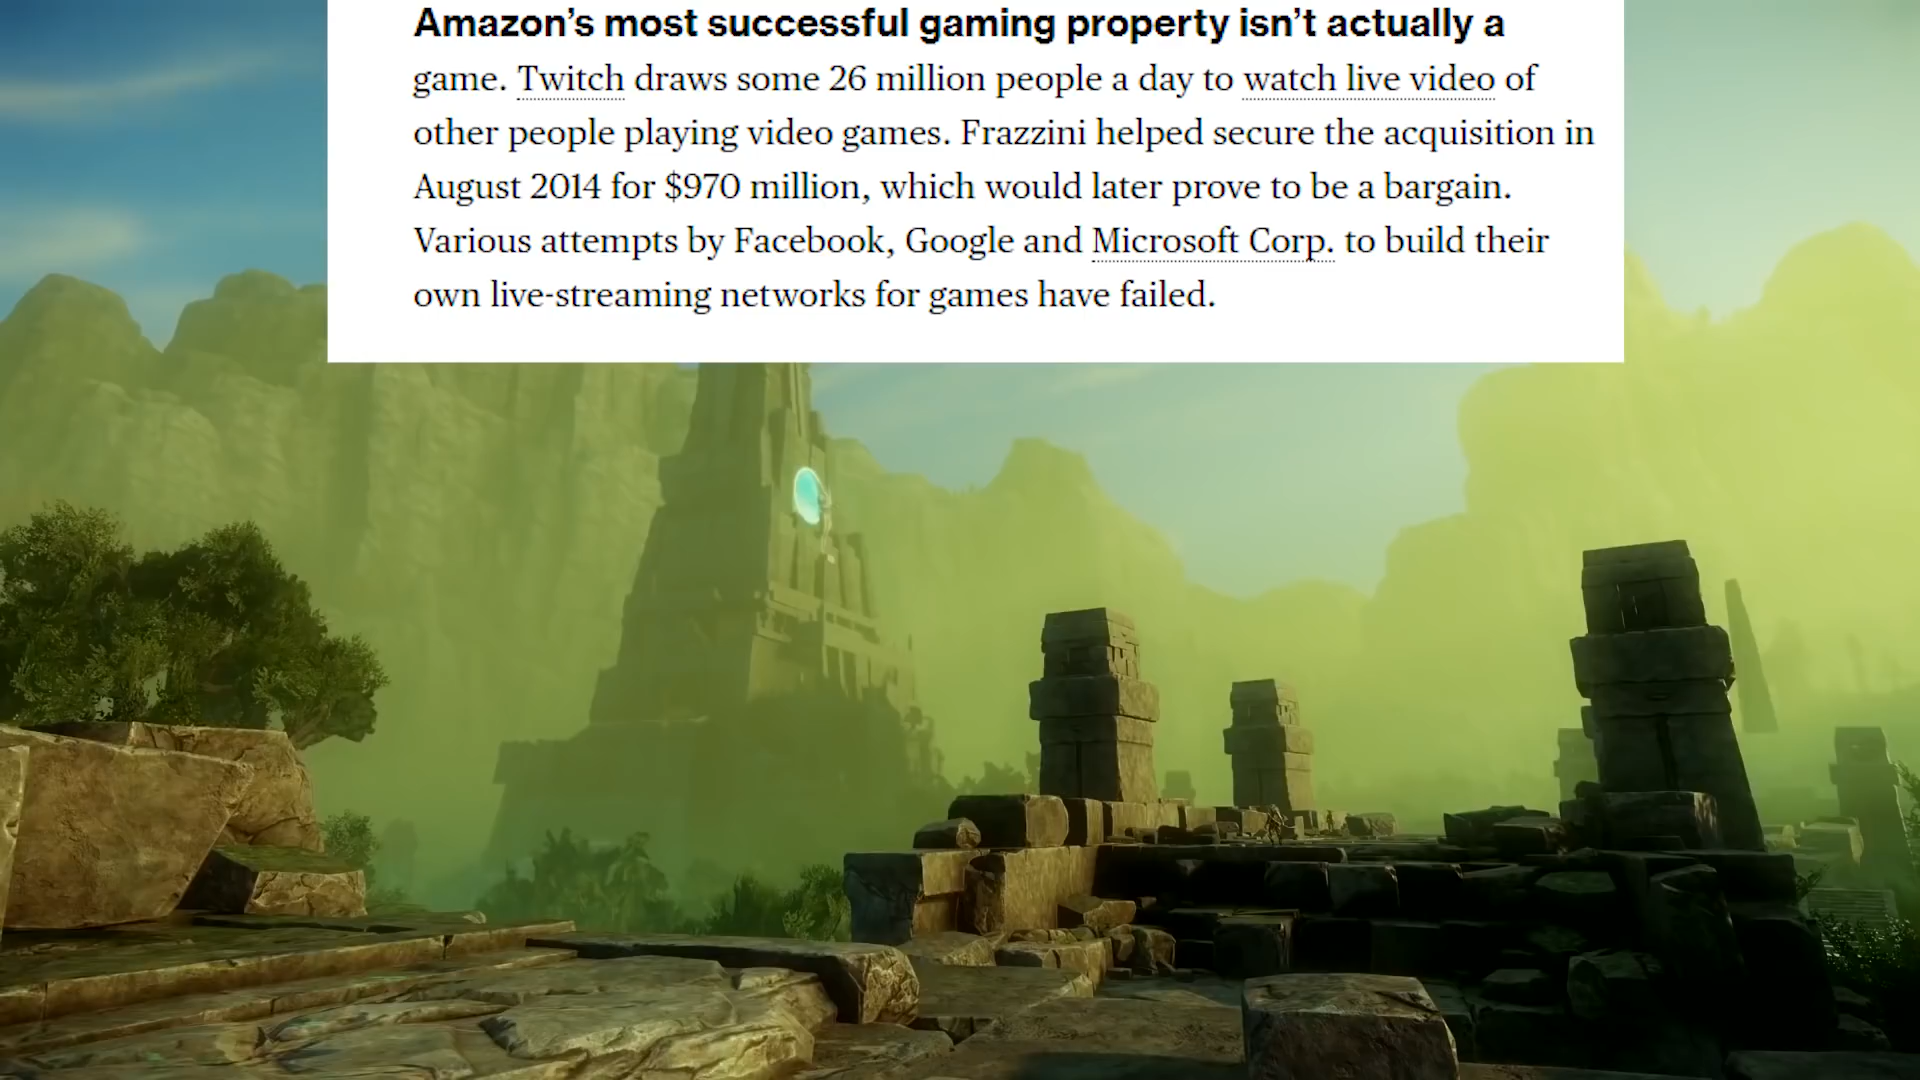 Amazon’s most successful gaming property isn’t actually a
game. Twitch draws some 26 million people a day to watch live video of
other people playing video games. Frazzini helped secure the acquisition in
August 2014 for $970 million, which would later prove to be a bargain.
Various attempts by Facebook, Google and Microsoft Corp. to build their
own live-streaming networks for games have failed.